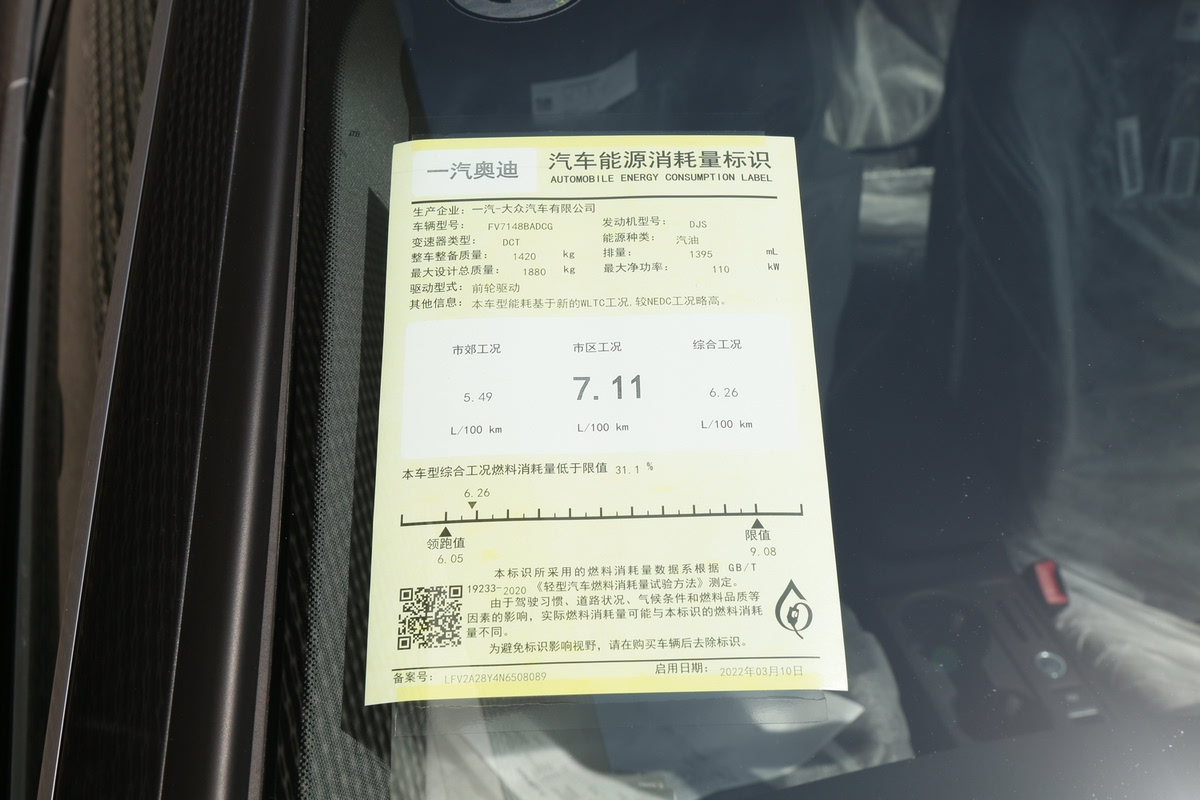 一汽奥迪
汽车能源消耗量标识
AUTOMOBILE ENERGY CONSUMPTION LABEL
生产企业：一汽-大众汽车有限公司
车辆型号： FV7148BADCG 发动机型号： DJS
变速器类型： DCT 能源种类： 汽油
整车整备质量： 1420 kg 排量： 1395 mL
最大设计总质量： 1880 kg 最大净功率： 110 kW
驱动型式：前轮驱动
其他信息：本车型能耗基于新的WLTC工况,较NEDC工况略高。
市郊工况 市区工况 综合工况
5.49 7.11 6.26
L/100 km L/100 km L/100 km
本车型综合工况燃料消耗量低于限值 31.1 %
6.26
领跑值 限值
6.05 9.08
本标识所采用的燃料消耗量数据系根据 GB/T
19233-2020《轻型汽车燃料消耗量试验方法》测定。
由于驾驶习惯、道路状况、气候条件和燃料品质等
因素的影响，实际燃料消耗量可能与本标识的燃料消耗
量不同。
为避免标识影响视野，请在购买车辆后去除标识。
备案号： LFV2A28Y4N6508089 启用日期： 2022年03月10日